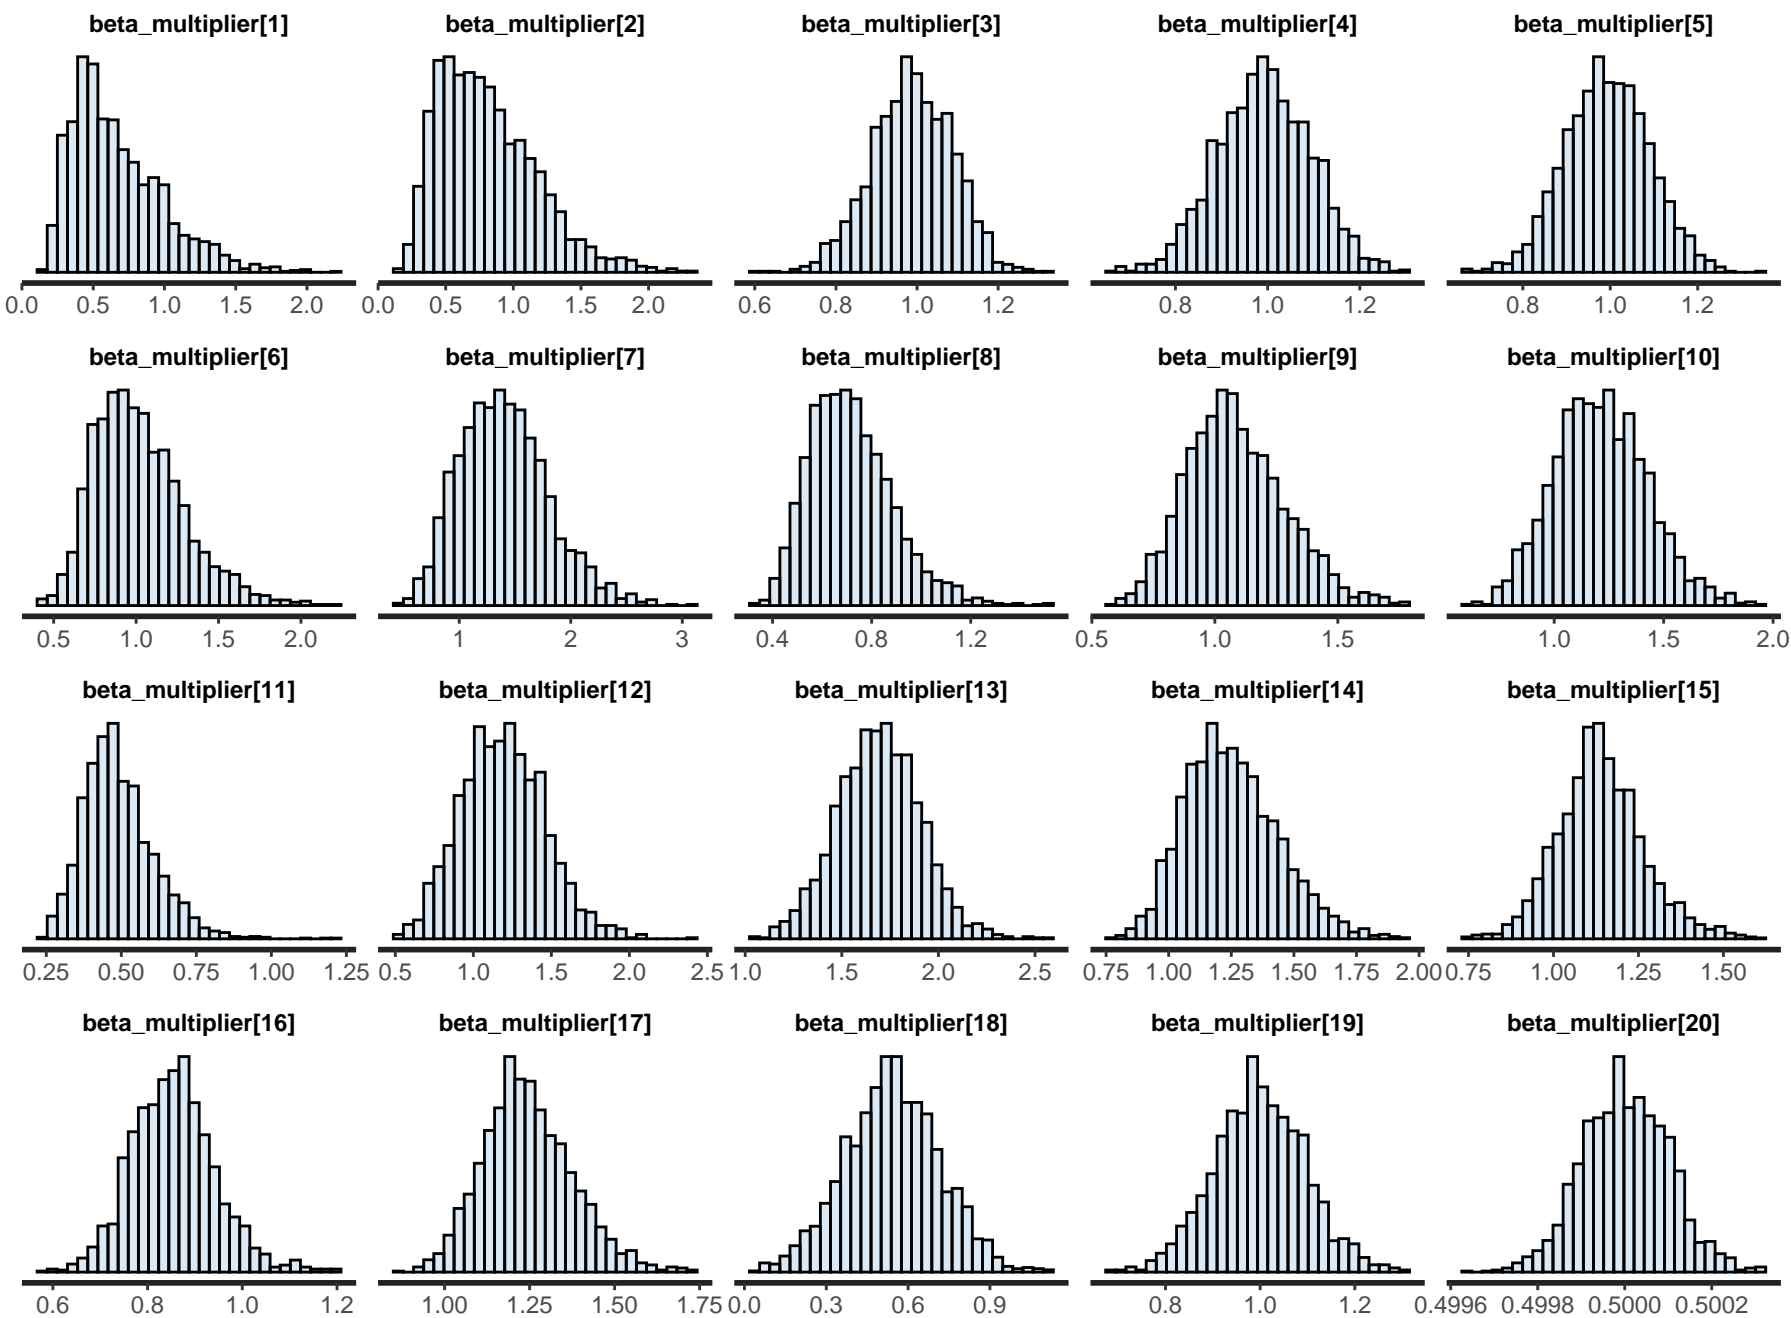 beta_multiplier[1] beta_multiplier[2] beta_multiplier[3] beta_multiplier[4] beta_multiplier[5]
0.0 0.5 1.0 1.5 2.0 0.0 0.5 1.0 1.5 2.0 0.6 0.8 1.0 1.2 0.8 1.0 1.2 0.8 1.0 1.2
beta_multiplier[6] beta_multiplier[7] beta_multiplier[8] beta_multiplier[9] beta_multiplier[10]
0.5 1.0 1.5 2.0 1 2 3 0.4 0.8 1.2 0.5 1.0 1.5 1.0 1.5 2.0
beta_multiplier[11] beta_multiplier[12] beta_multiplier[13] beta_multiplier[14] beta_multiplier[15]
0.25 0.50 0.75 1.00 1.25 0.5 1.0 1.5 2.0 2.5 1.0 1.5 2.0 2.5 0.75 1.00 1.25 1.50 1.75 2.00 0.75 1.00 1.25 1.50
beta_multiplier[16] beta_multiplier[17] beta_multiplier[18] beta_multiplier[19] beta_multiplier[20]
0.6 0.8 1.0 1.2 1.00 1.25 1.50 1.75 0.0 0.3 0.6 0.9 0.8 1.0 1.2 0.4996 0.4998 0.5000 0.5002